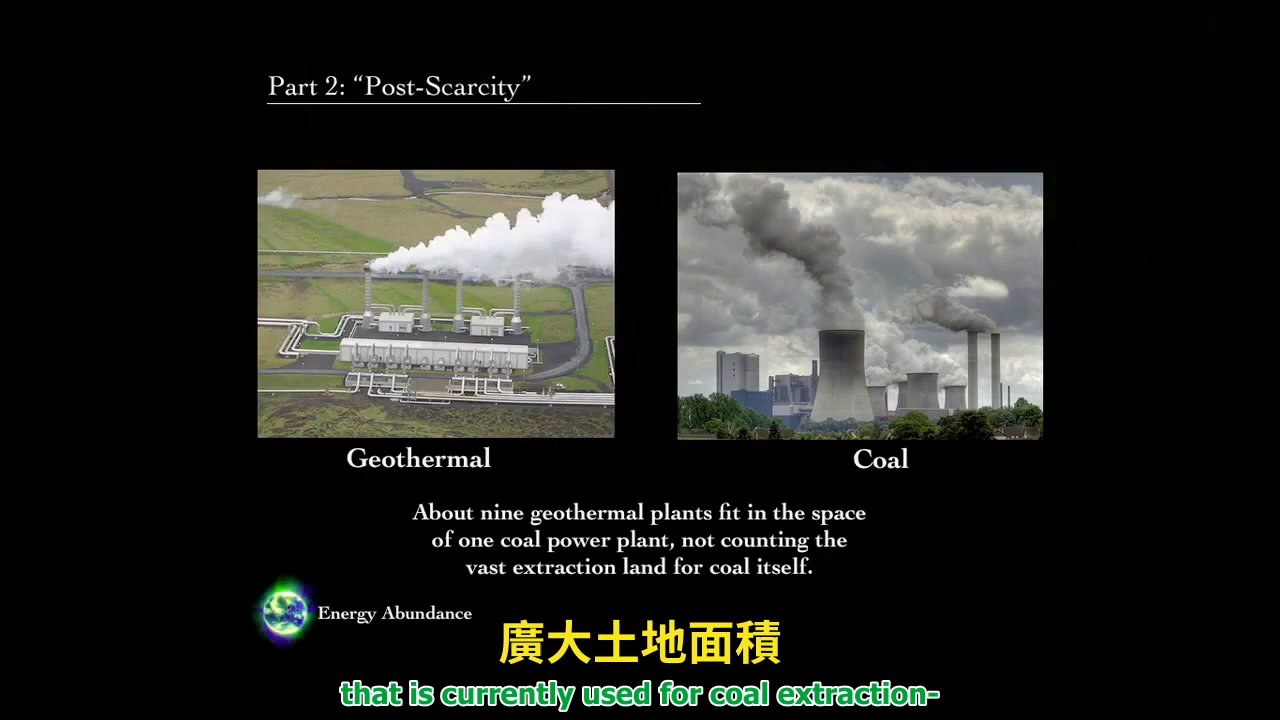 Part 2: “Post-Scarcity”
Geothermal
Coal
About nine geothermal plants fit in the space
of one coal power plant, not counting the
vast extraction land for coal itself.
Energy Abundance
廣大土地面積
that is currently used for coal extraction-